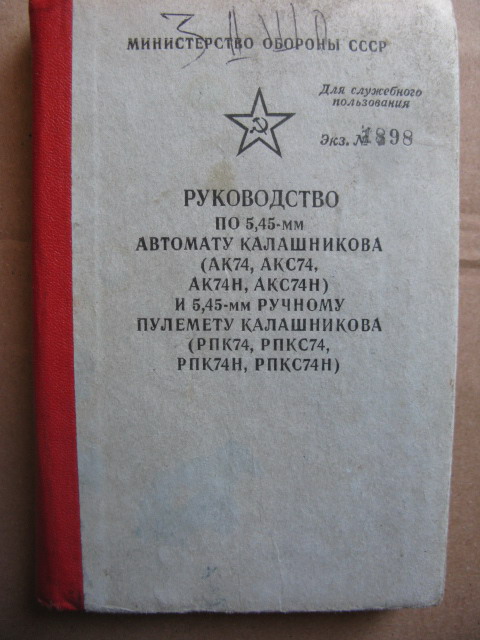 МИНИСТЕРСТВО ОБОРОНЫ СССР
Для служебного
пользования
Экз. № 1898
РУКОВОДСТВО
ПО 5,45-мм
АВТОМАТУ КАЛАШНИКОВА
(АК74, АКС74,
АК74Н, АКС74Н)
И 5,45-мм РУЧНОМУ
ПУЛЕМЕТУ КАЛАШНИКОВА
(РПК74, РПКС74,
РПК74Н, РПКС74Н)